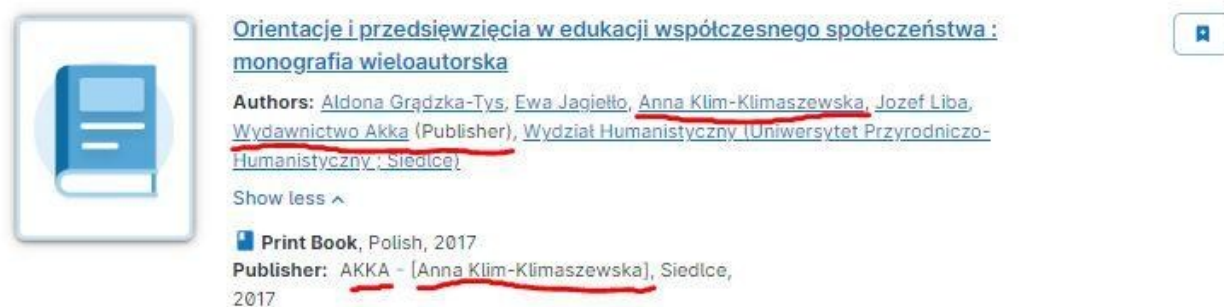 Orientacje i przedsięwzięcia w edukacji współczesnego społeczeństwa :
monografia wieloautorska
Authors: Aldona Grądzka-Tys, Ewa Jagiełło, Anna Klim-Klimaszewska, Jozef Liba,
Wydawnictwo Akka (Publisher), Wydział Humanistyczny (Uniwersytet Przyrodniczo-
Humanistyczny ; Siedlce)
Show less
Print Book, Polish, 2017
Publisher: AKKA - [Anna Klim-Klimaszewska], Siedlce,
2017